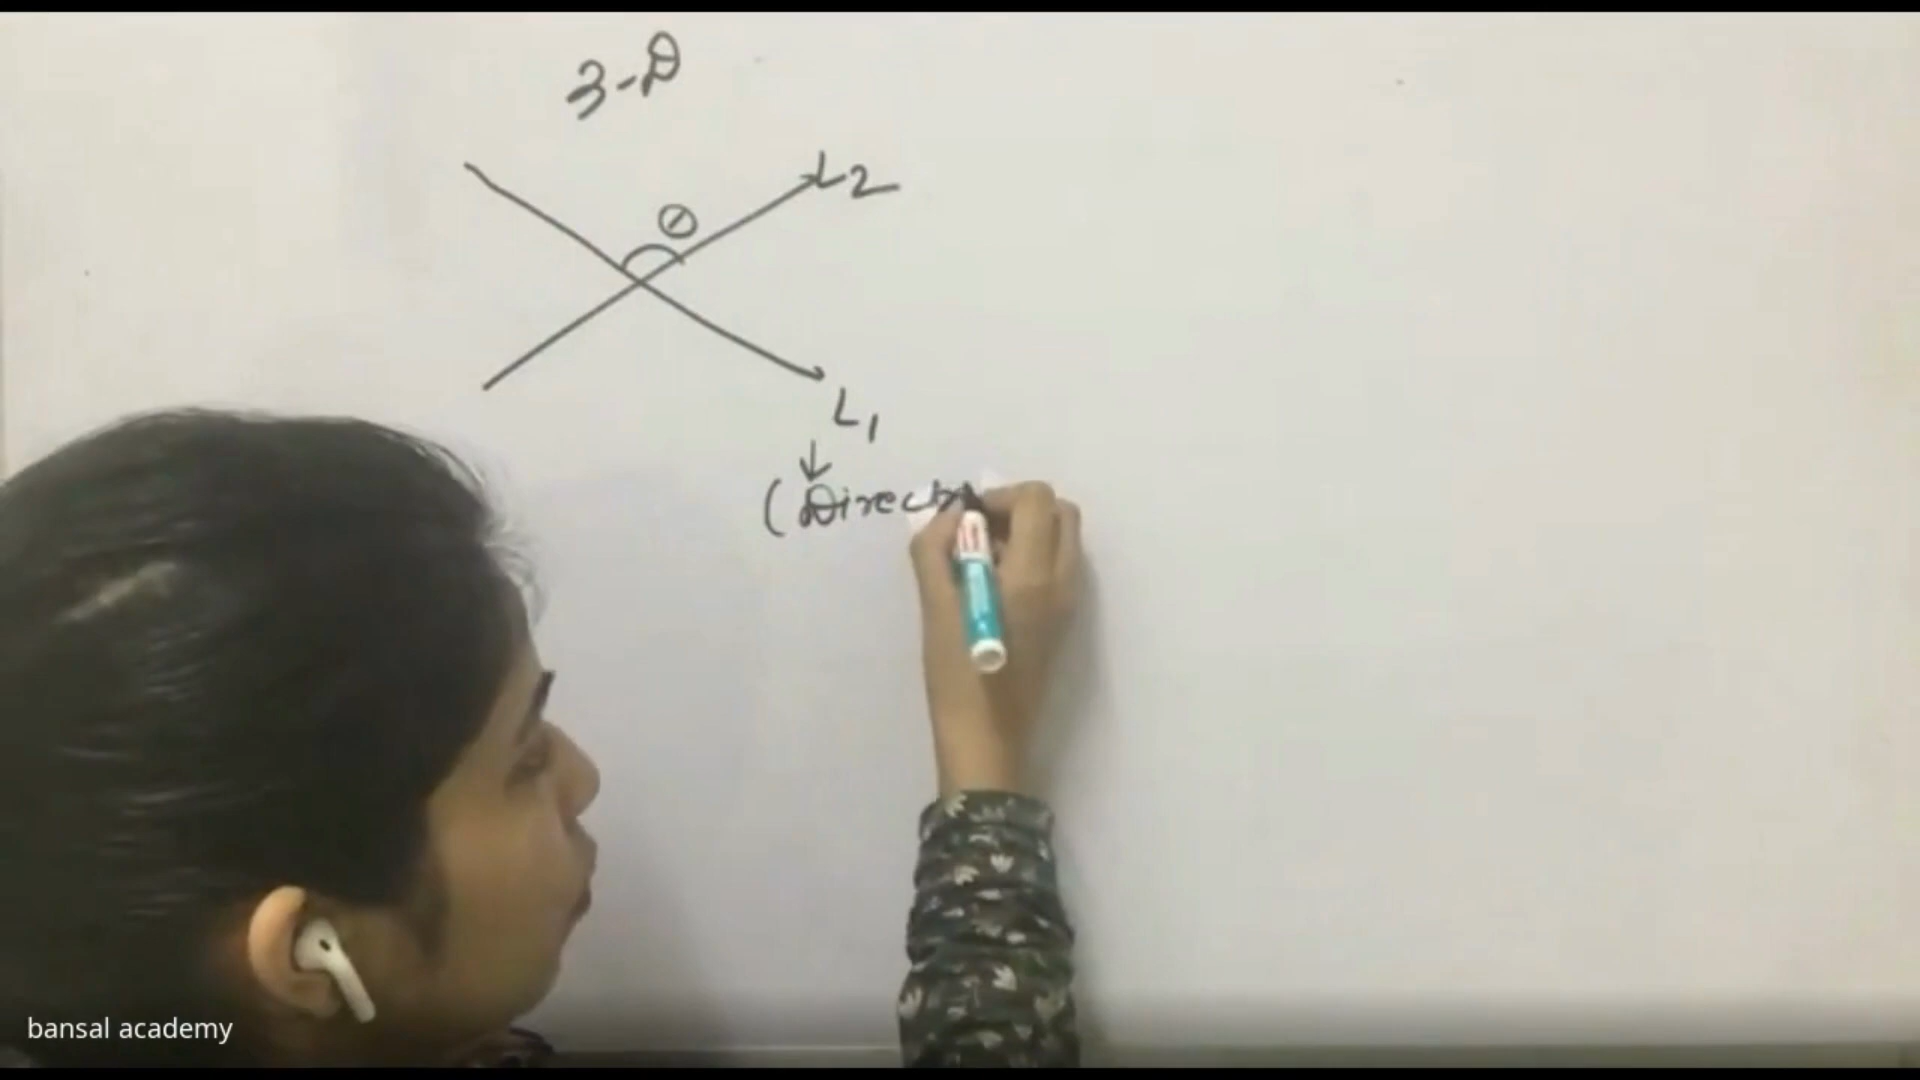 3-D
L2
θ
L1
↓
(Direct
bansal academy